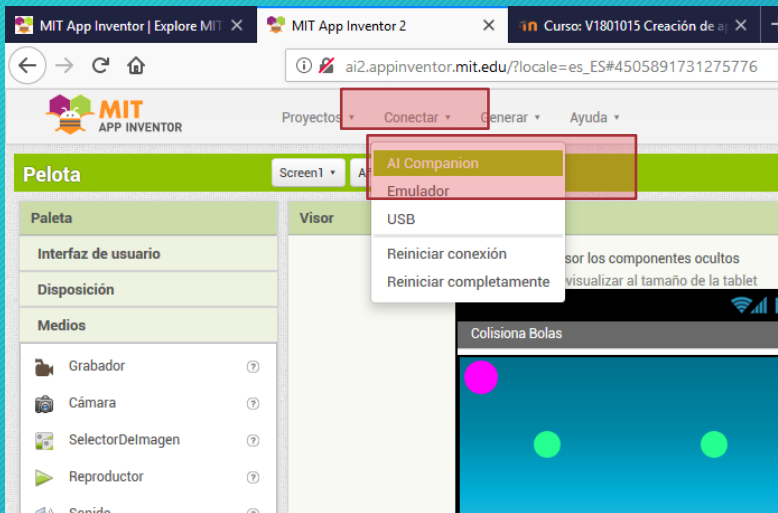 MIT App Inventor | Explore MIT
MIT App Inventor 2
Curso: V1801015 Creación de a
ai2.appinventor.mit.edu/?locale=es_ES#4505891731275776
MIT
APP INVENTOR
Proyectos
Conectar
Generar
Ayuda
Pelota
Screen1
AI Companion
Emulador
USB
Reiniciar conexión
Reiniciar completamente
Paleta
Visor
Interfaz de usuario
sor los componentes ocultos
Disposición
visualizar al tamaño de la tablet
Medios
Colisiona Bolas
Grabador
Cámara
SelectorDeImagen
Reproductor
Sonido